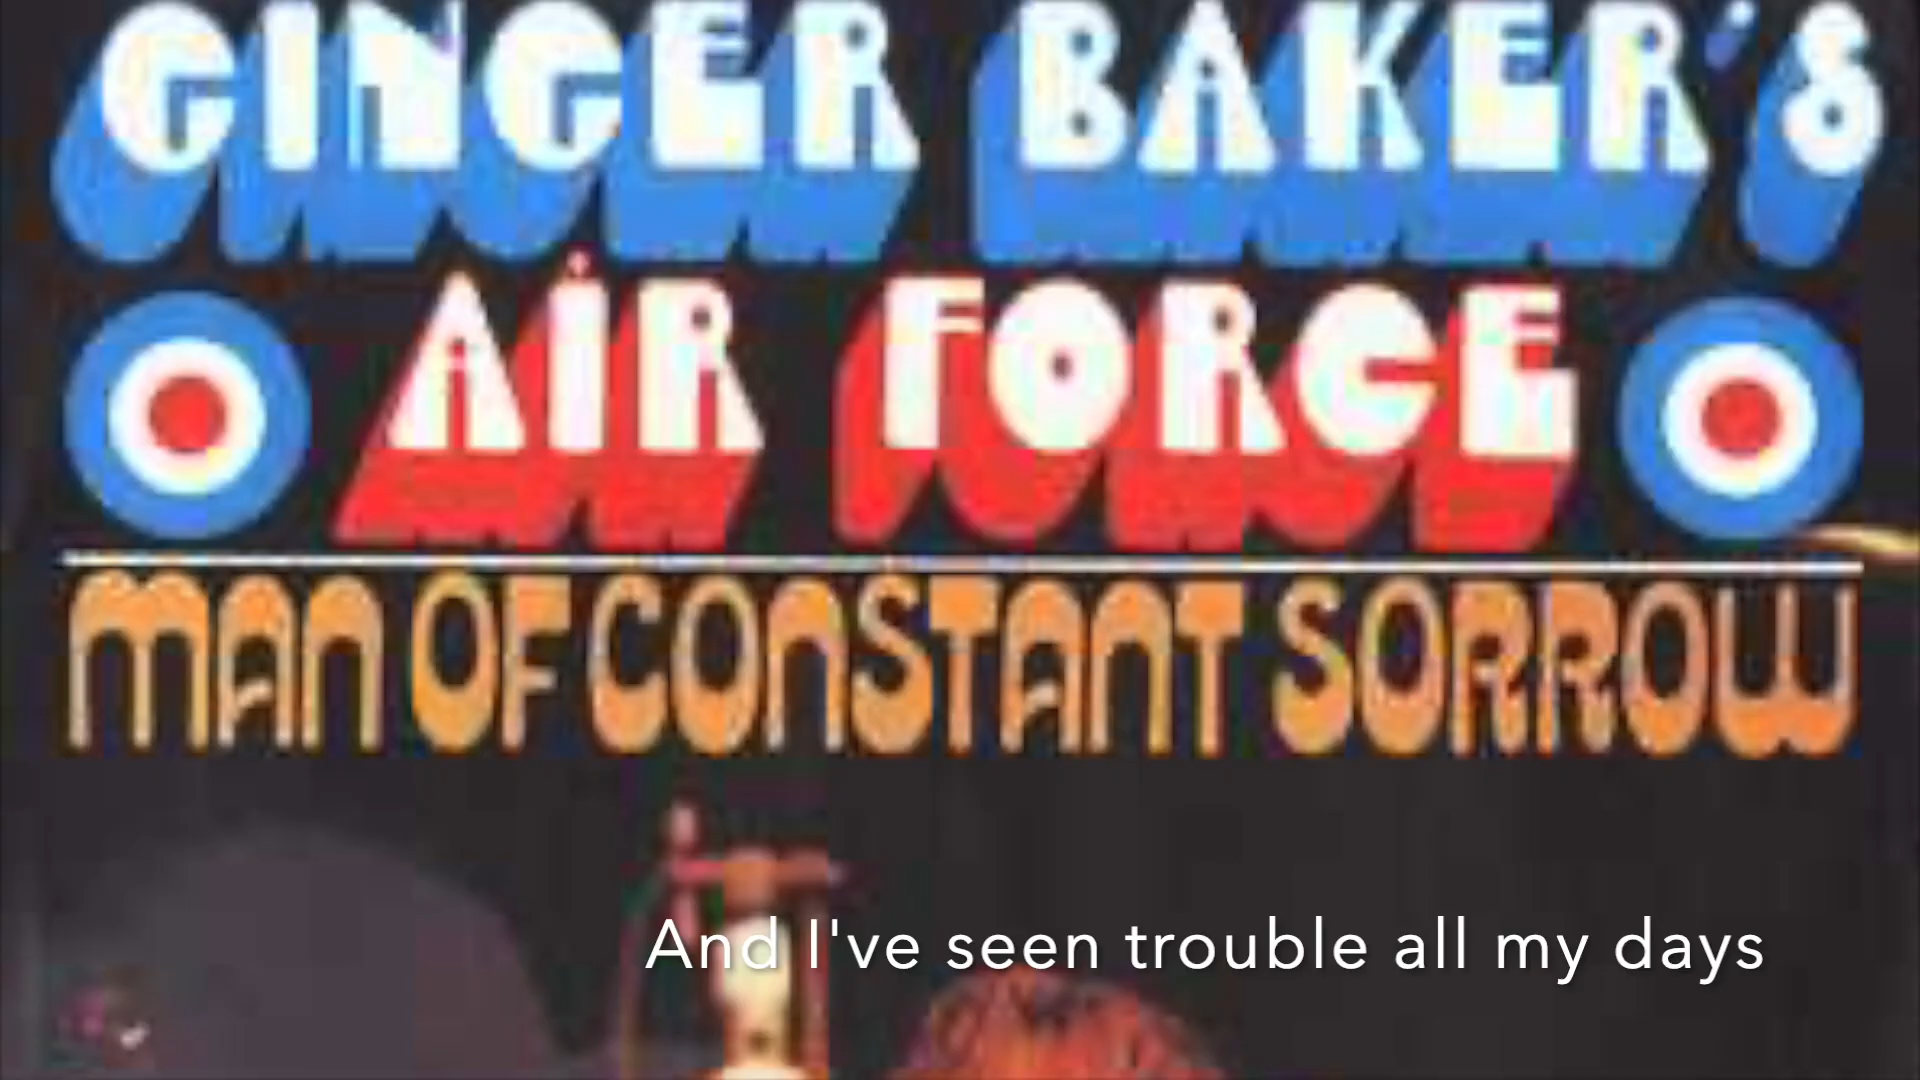 GINGER BAKER'S
AIR FORCE
MAN OF CONSTANT SORROW
And I've seen trouble all my days